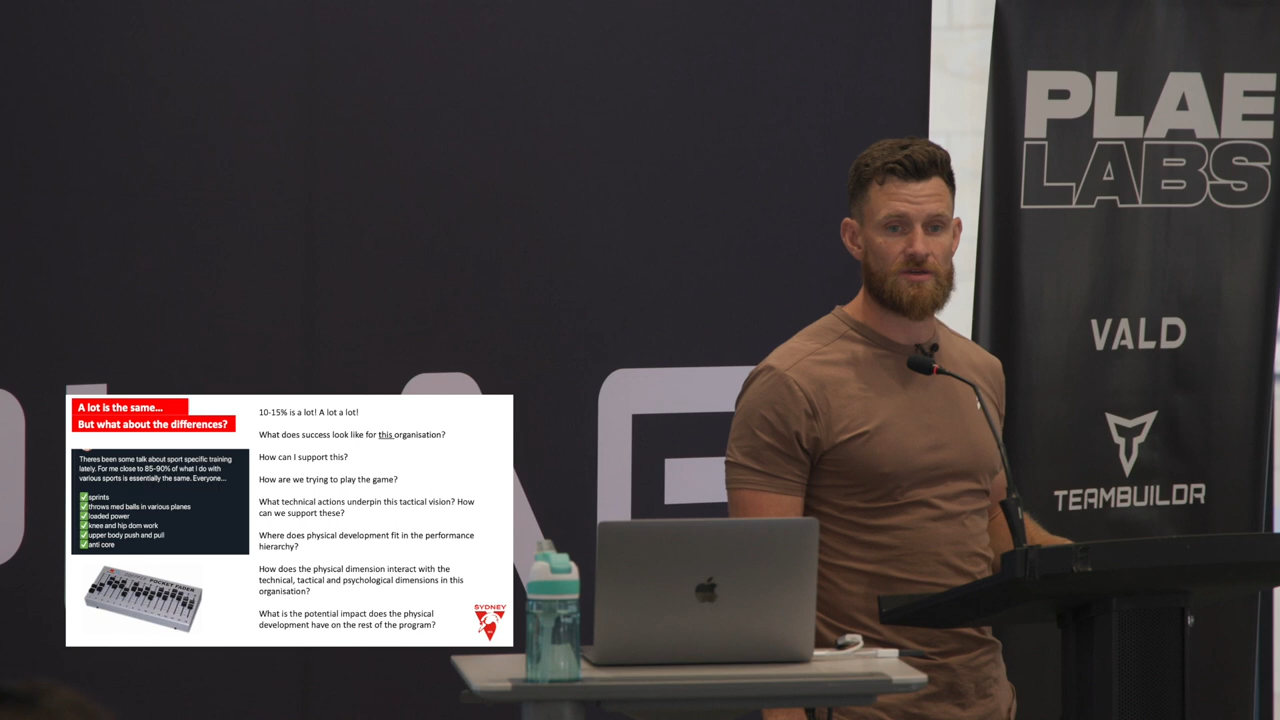 PLAE
LABS
VALD
TEAMBUILDR
A lot is the same...
But what about the differences?
Theres been some talk about sport specific training
lately. For me close to 85-90% of what I do with
various sports is essentially the same. Everyone...
✅sprints
✅throws med balls in various planes
✅loaded power
✅knee and hip dom work
✅upper body push and pull
✅anti core
POCKET FADER
10-15% is a lot! A lot a lot!
What does success look like for this organisation?
How can I support this?
How are we trying to play the game?
What technical actions underpin this tactical vision? How
can we support these?
Where does physical development fit in the performance
hierarchy?
How does the physical dimension interact with the
technical, tactical and psychological dimensions in this
organisation?
What is the potential impact does the physical
development have on the rest of the program?
SYDNEY